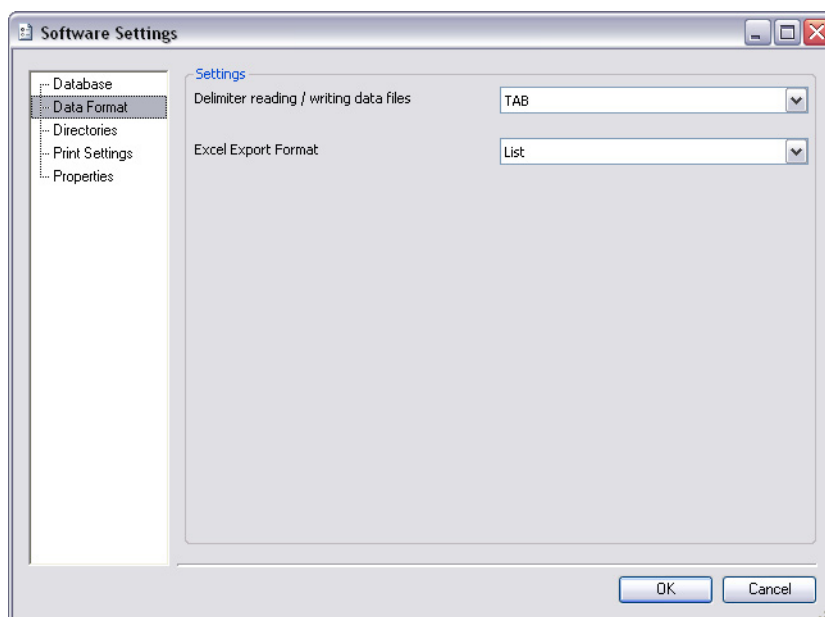 Software Settings
Database
Data Format
Directories
Print Settings
Properties
Settings
Delimiter reading / writing data files
TAB
Excel Export Format
List
OK
Cancel